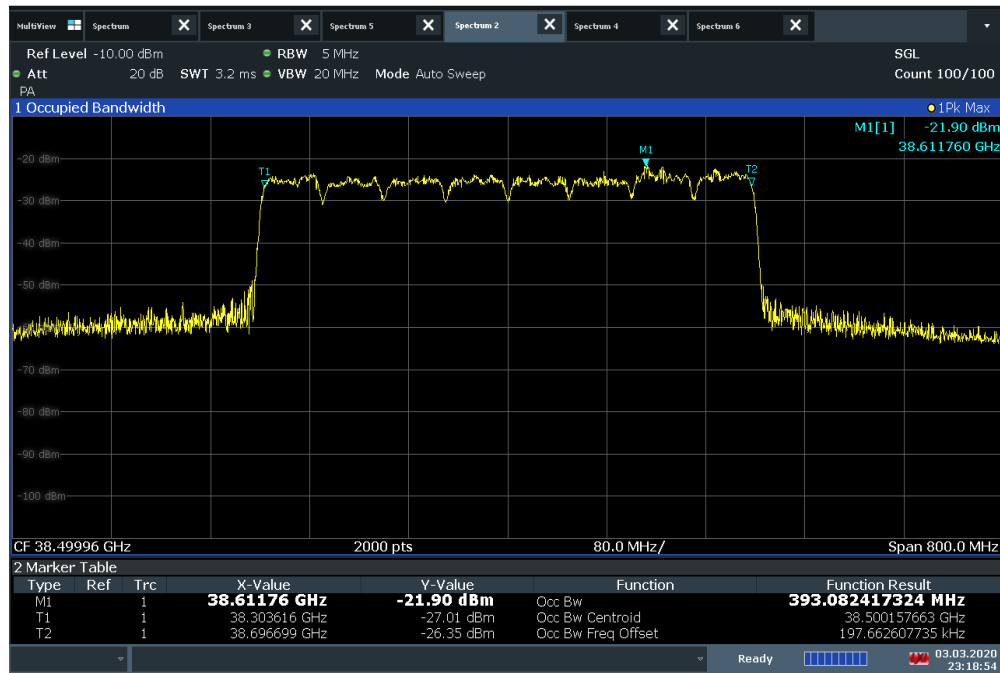 MultiView Spectrum Spectrum 3 Spectrum 5 Spectrum 2 Spectrum 4 Spectrum 6
Ref Level -10.00 dBm RBW 5 MHz SGL
Att 20 dB SWT 3.2 ms VBW 20 MHz Mode Auto Sweep Count 100/100
PA
1 Occupied Bandwidth 1Pk Max
M1[1] -21.90 dBm
38.611760 GHz
M1
-20 dBm
T1 T2
-30 dBm
-40 dBm
-50 dBm
-70 dBm
-80 dBm
-90 dBm
-100 dBm
CF 38.49996 GHz 2000 pts 80.0 MHz/ Span 800.0 MHz
2 Marker Table
Type Ref Trc X-Value Y-Value Function Function Result
M1 1 38.61176 GHz -21.90 dBm Occ Bw 393.082417324 MHz
T1 1 38.303616 GHz -27.01 dBm Occ Bw Centroid 38.500157663 GHz
T2 1 38.696699 GHz -26.35 dBm Occ Bw Freq Offset 197.662607735 kHz
Ready 03.03.2020
23:18:54